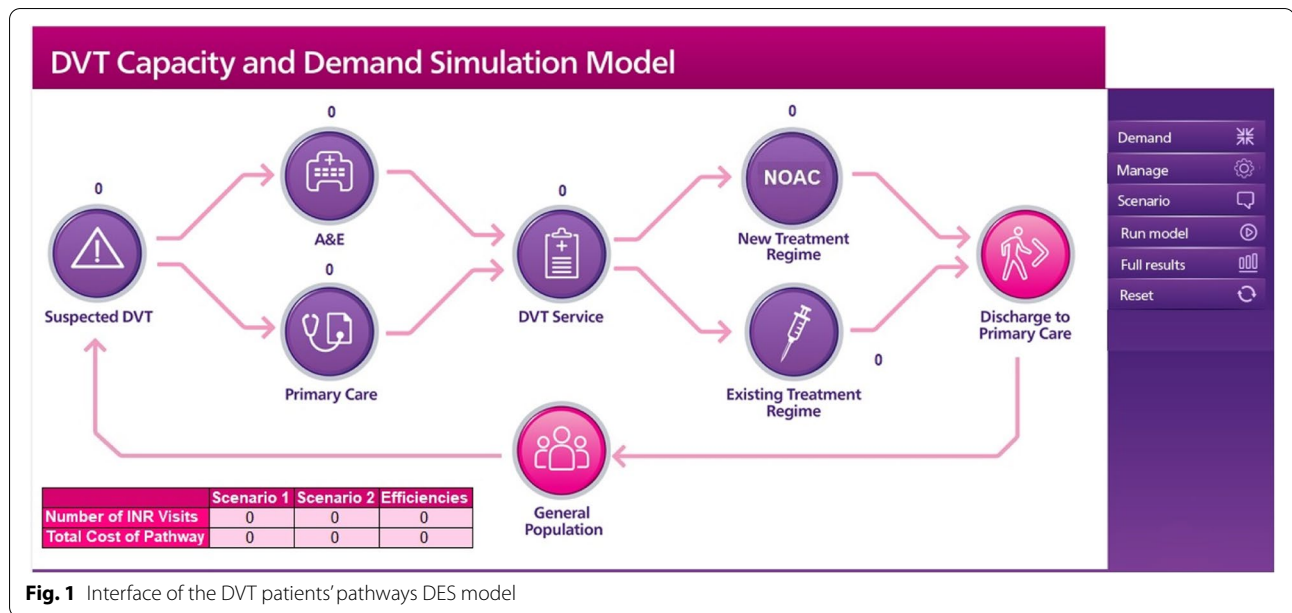 DVT Capacity and Demand Simulation Model
0
0
A&E
0
Suspected DVT
0
Primary Care
0
DVT Service
0
NOAC
New Treatment
Regime
0
Existing Treatment
Regime
Discharge to
Primary Care
General
Population
Demand
Manage
Scenario
Run model
Full results
Reset
Scenario 1 Scenario 2 Efficiencies
Number of INR Visits 0 0 0
Total Cost of Pathway 0 0 0
Fig. 1 Interface of the DVT patients' pathways DES model